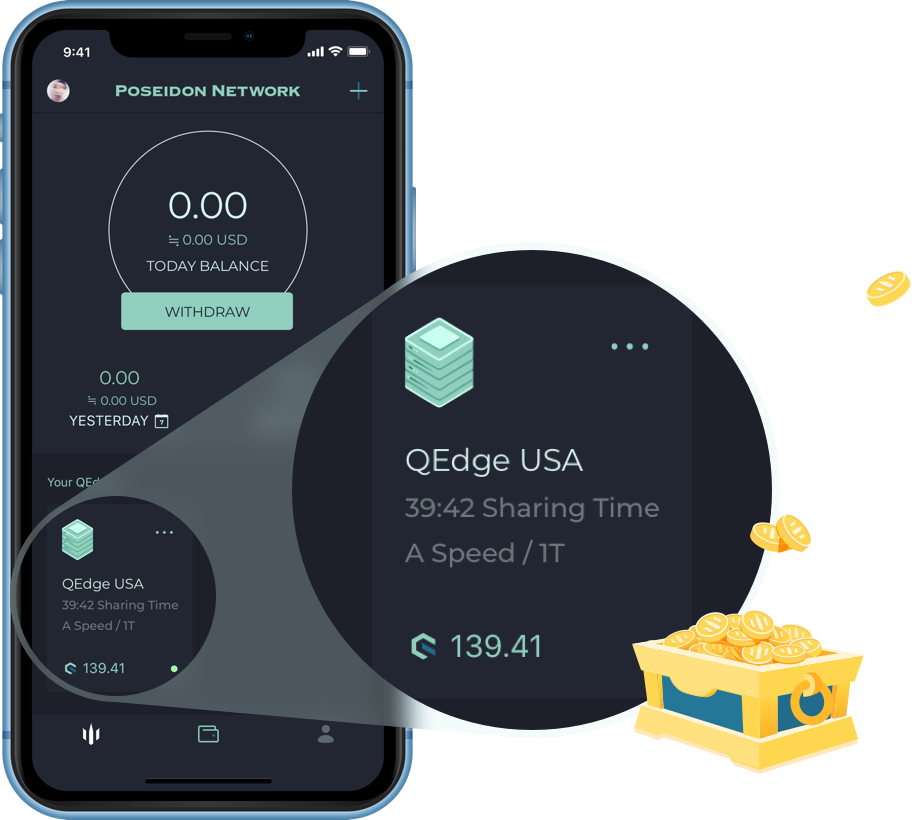 9:41
POSEIDON NETWORK
0.00
≒ 0.00 USD
TODAY BALANCE
WITHDRAW
0.00
≒ 0.00 USD
YESTERDAY 7
Your QEd
QEdge USA
39:42 Sharing Time
A Speed / 1T
139.41
QEdge USA
39:42 Sharing Time
A Speed / 1T
139.41